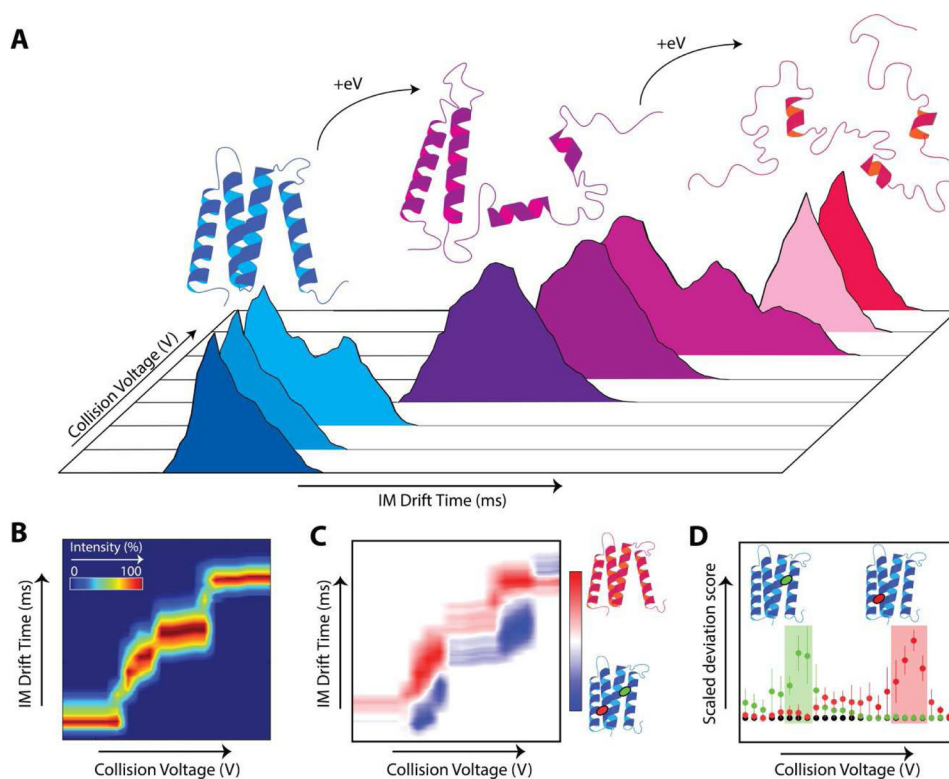 A
+eV
+eV
Collision Voltage (V)
IM Drift Time (ms)
B
Intensity (%)
0
100
IM Drift Time (ms)
Collision Voltage (V)
C
IM Drift Time (ms)
Collision Voltage (V)
D
Scaled deviation score
Collision Voltage (V)